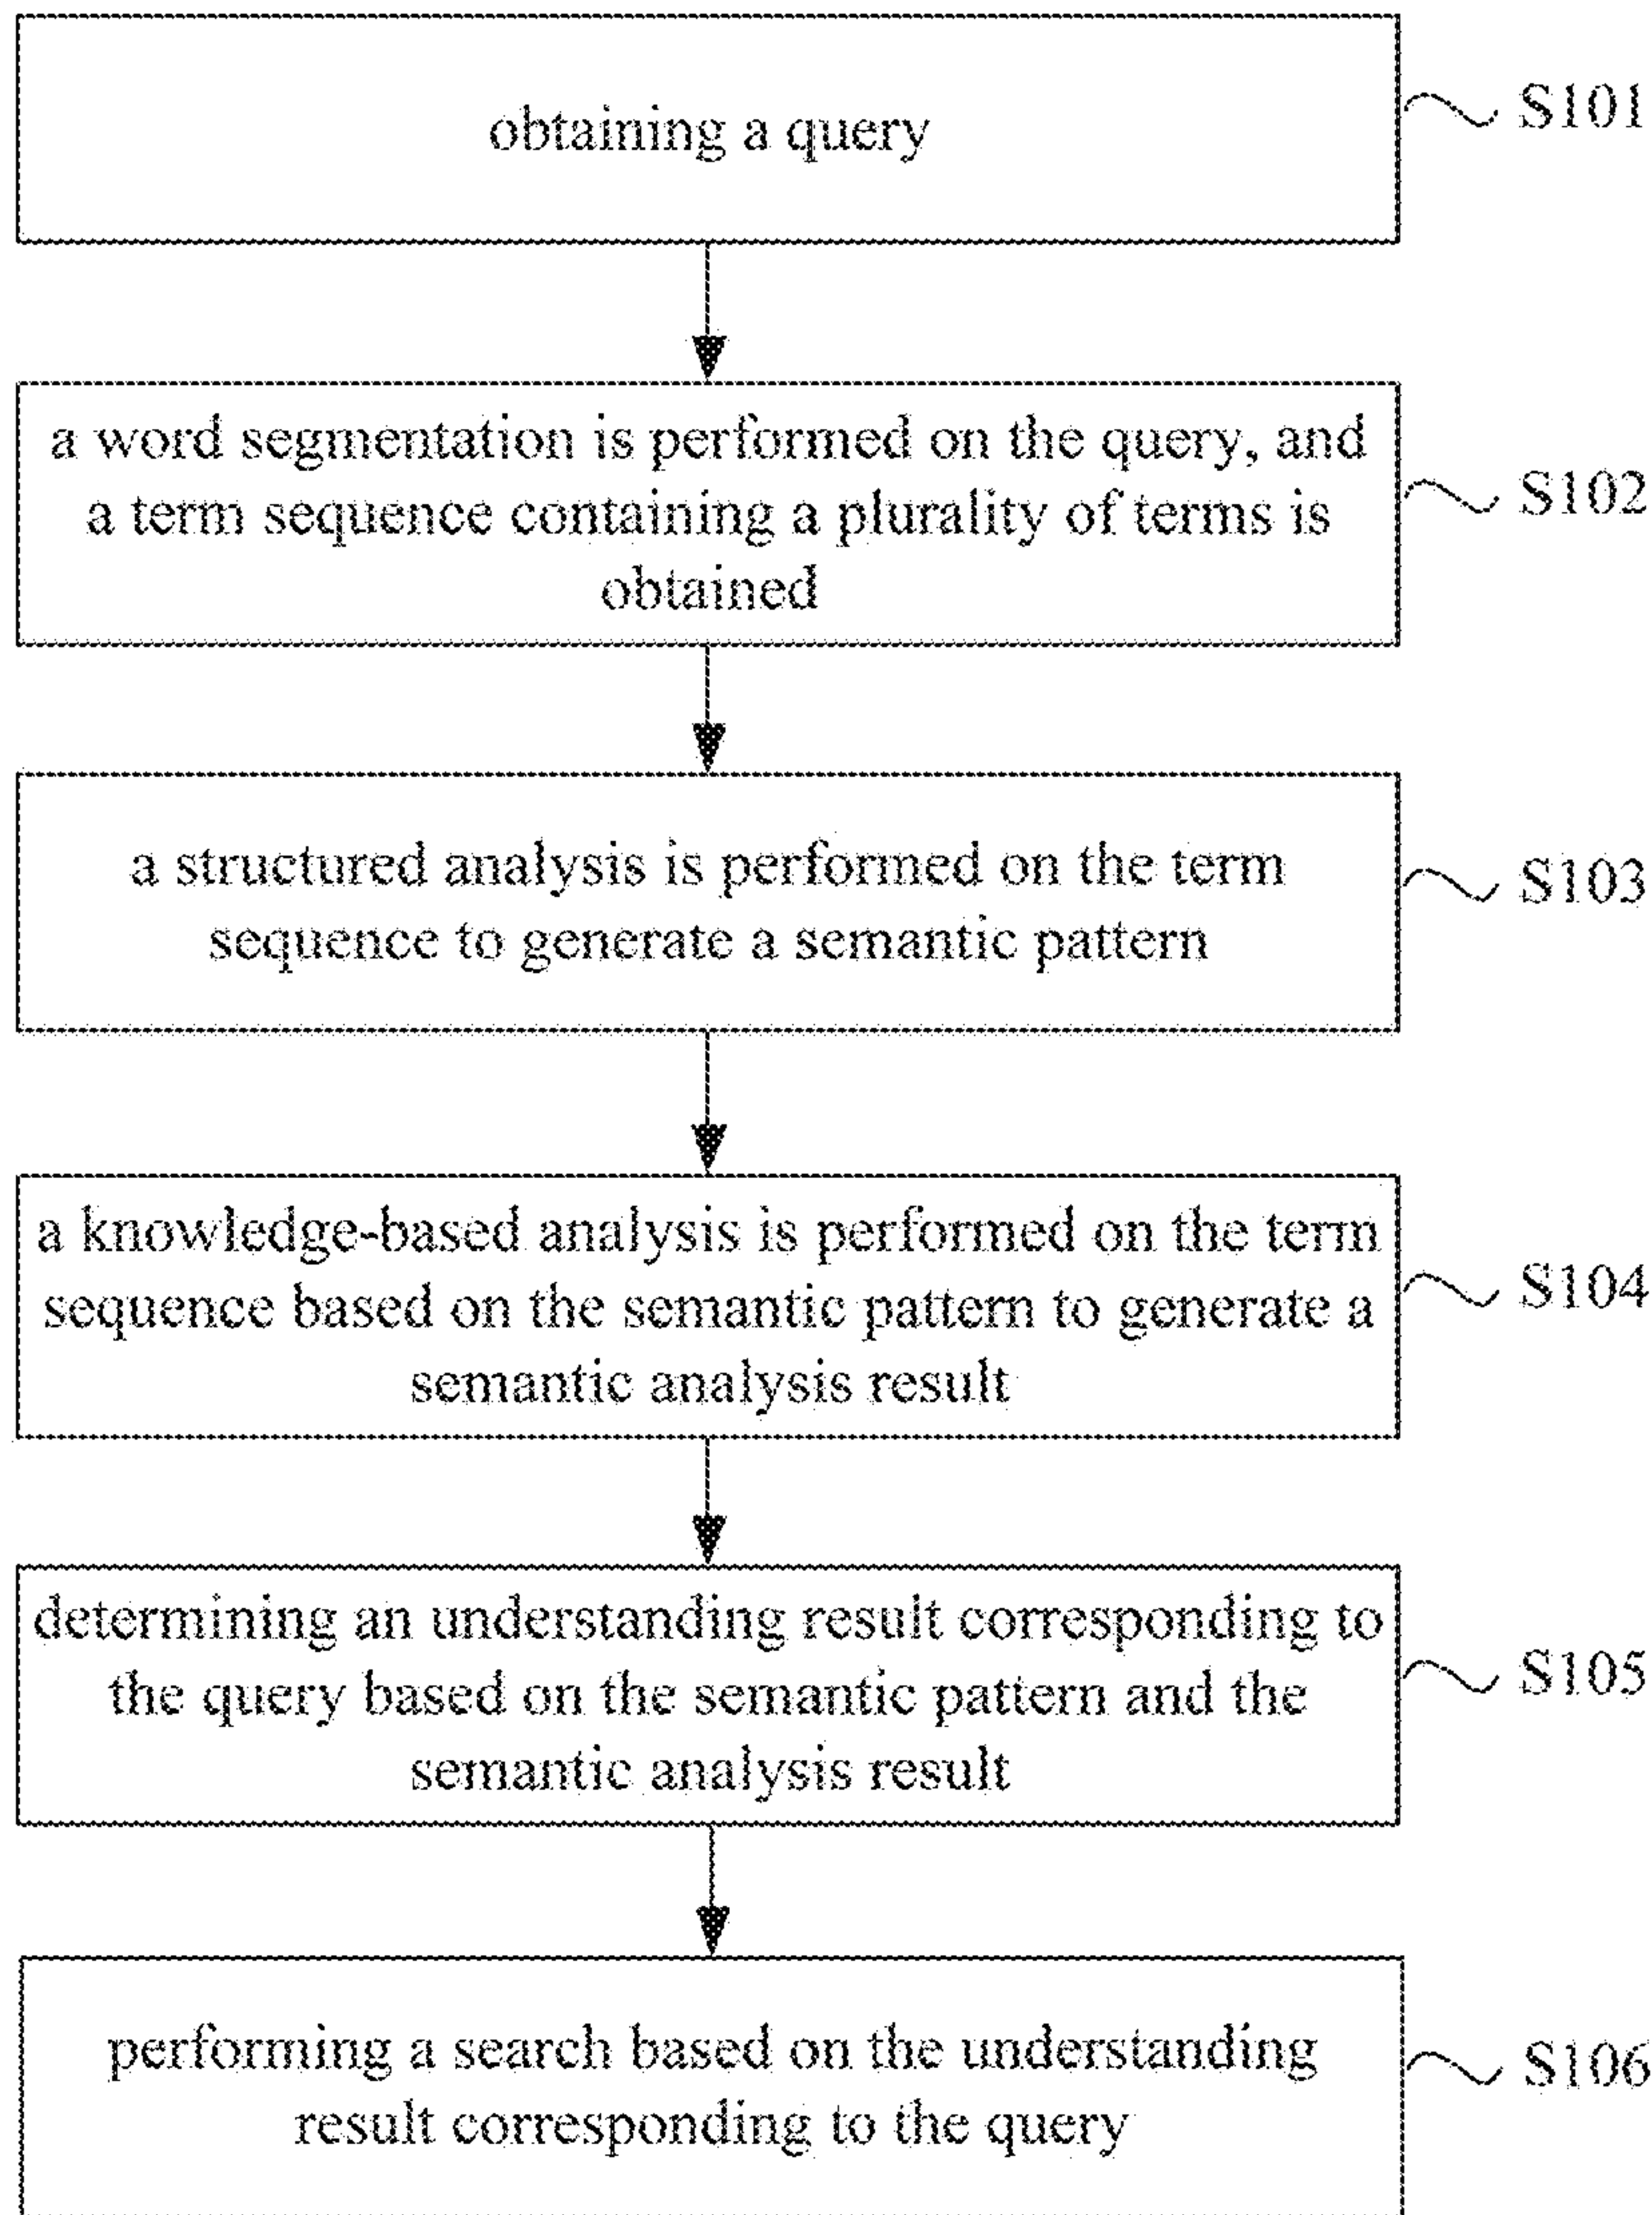 obtaining a query
S101
a word segmentation is performed on the query, and
a term sequence containing a plurality of terms is
obtained
S102
a structured analysis is performed on the term
sequence to generate a semantic pattern
S103
a knowledge-based analysis is performed on the term
sequence based on the semantic pattern to generate a
semantic analysis result
S104
determining an understanding result corresponding to
the query based on the semantic pattern and the
semantic analysis result
S105
performing a search based on the understanding
result corresponding to the query
S106